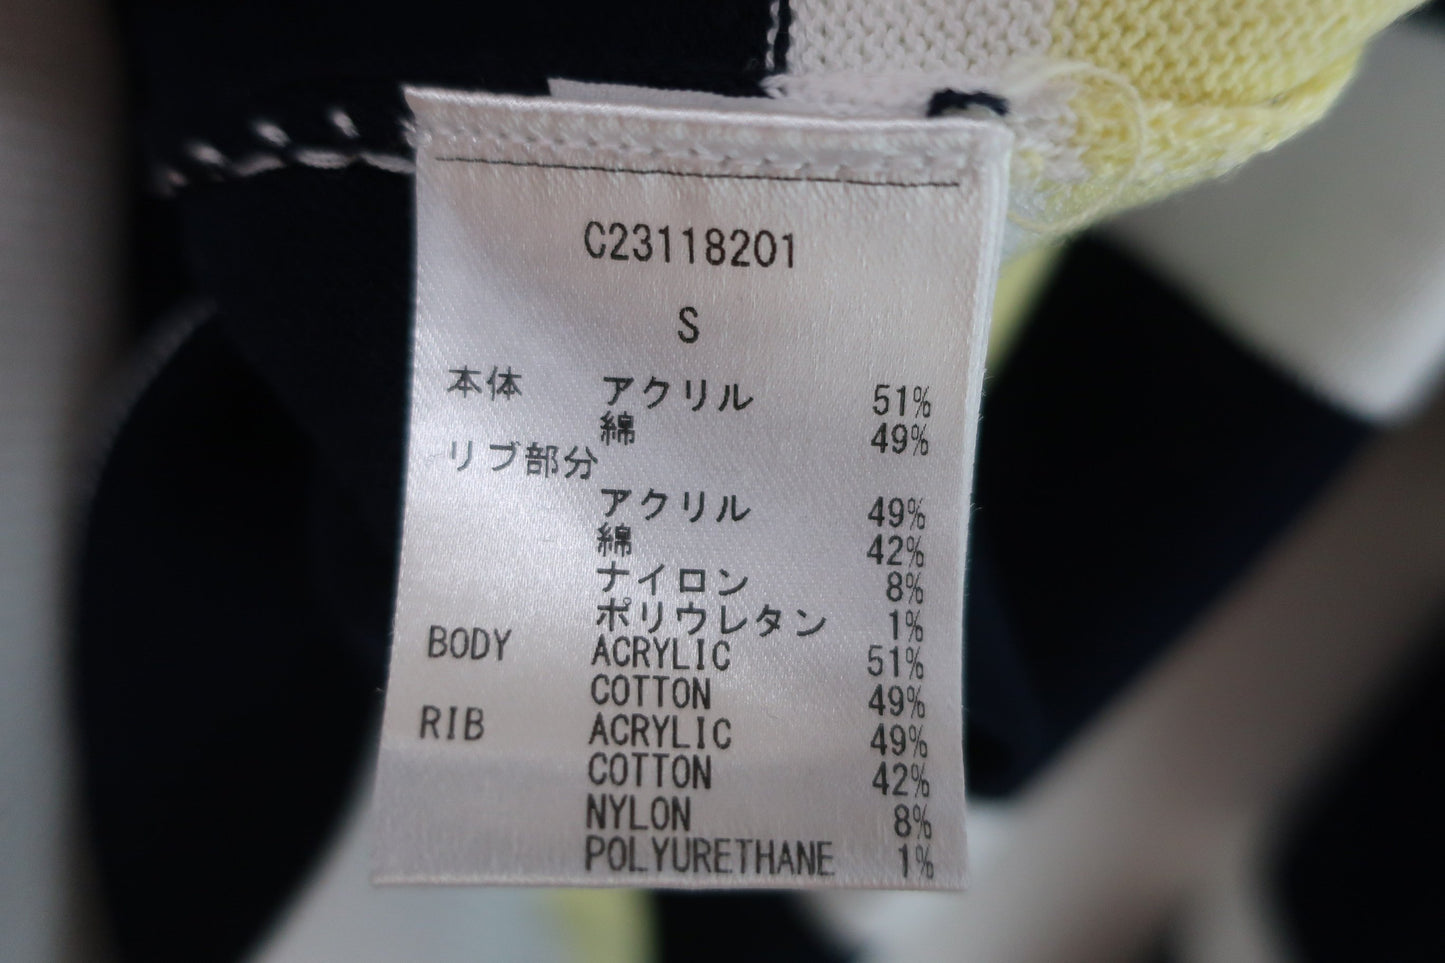 C23118201
S
本体 アクリル 51%
綿 49%
リブ部分
アクリル 49%
綿 42%
ナイロン 8%
ポリウレタン 1%
BODY ACRYLIC 51%
COTTON 49%
RIB ACRYLIC 49%
COTTON 42%
NYLON 8%
POLYURETHANE 1%